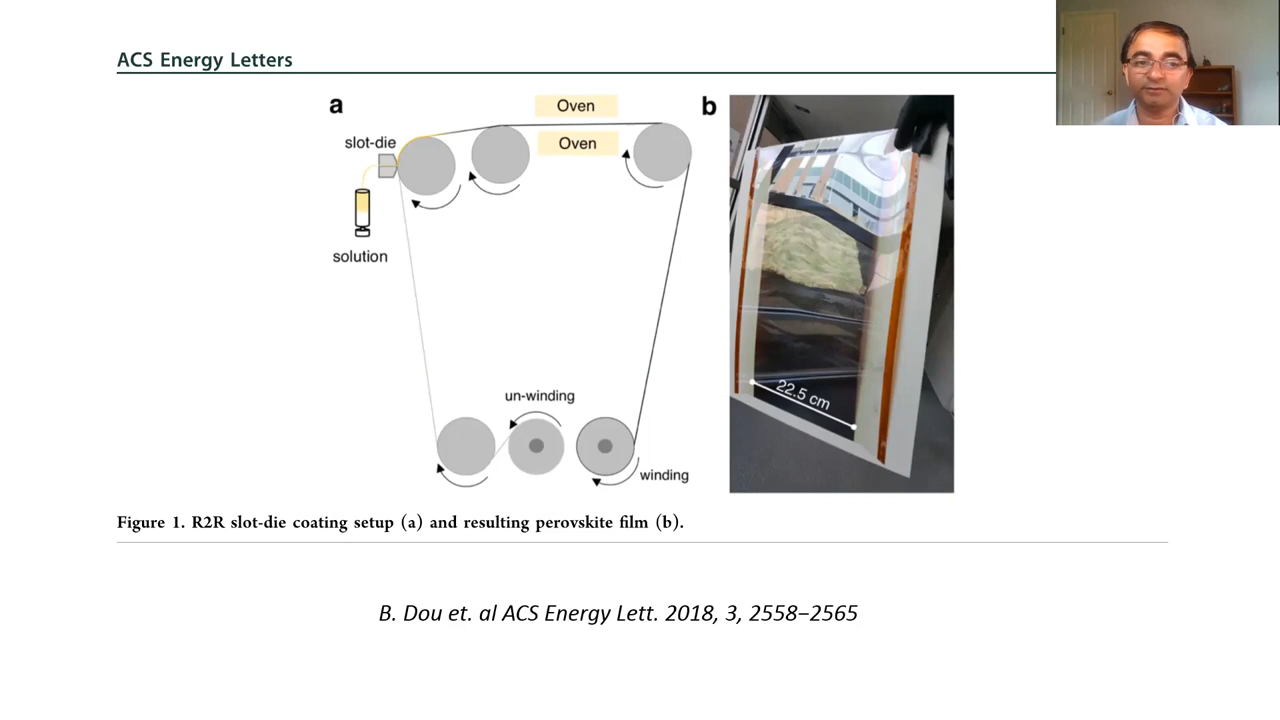 ACS Energy Letters
a
Oven
b
slot-die
Oven
solution
un-winding
winding
22.5 cm
Figure 1. R2R slot-die coating setup (a) and resulting perovskite film (b).
B. Dou et. al ACS Energy Lett. 2018, 3, 2558−2565